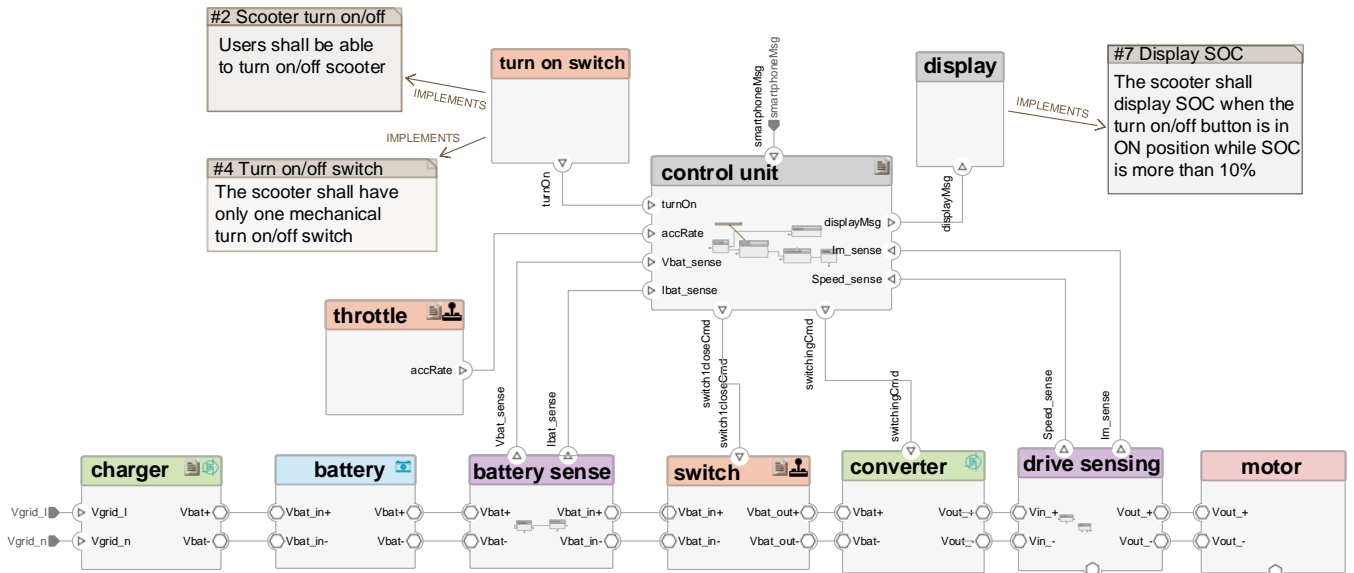 #2 Scooter turn on/off
Users shall be able
to turn on/off scooter
IMPLEMENTS
IMPLEMENTS
#4 Turn on/off switch
The scooter shall have
only one mechanical
turn on/off switch
turn on switch
turnOn
smartphoneMsg
smartphoneMsg
display
displayMsg
IMPLEMENTS
#7 Display SOC
The scooter shall
display SOC when the
turn on/off button is in
ON position while SOC
is more than 10%
control unit
turnOn
accRate
Vbat_sense
Ibat_sense
displayMsg
Im_sense
Speed_sense
throttle
accRate
Vbat_sense
Ibat_sense
switch1closeCmd
switch1closeCmd
switchingCmd
switchingCmd
Speed_sense
Im_sense
Vgrid_l
Vgrid_n
charger
Vgrid_l
Vgrid_n
Vbat+
Vbat-
battery
Vbat_in+
Vbat_in-
Vbat+
Vbat-
battery sense
Vbat+
Vbat-
Vbat_in+
Vbat_in-
switch
Vbat_in+
Vbat_in-
Vbat_out+
Vbat_out-
converter
Vbat+
Vbat-
Vout_+
Vout_-
drive sensing
Vin_+
Vin_-
Vout_+
Vout_-
motor
Vout_+
Vout_-